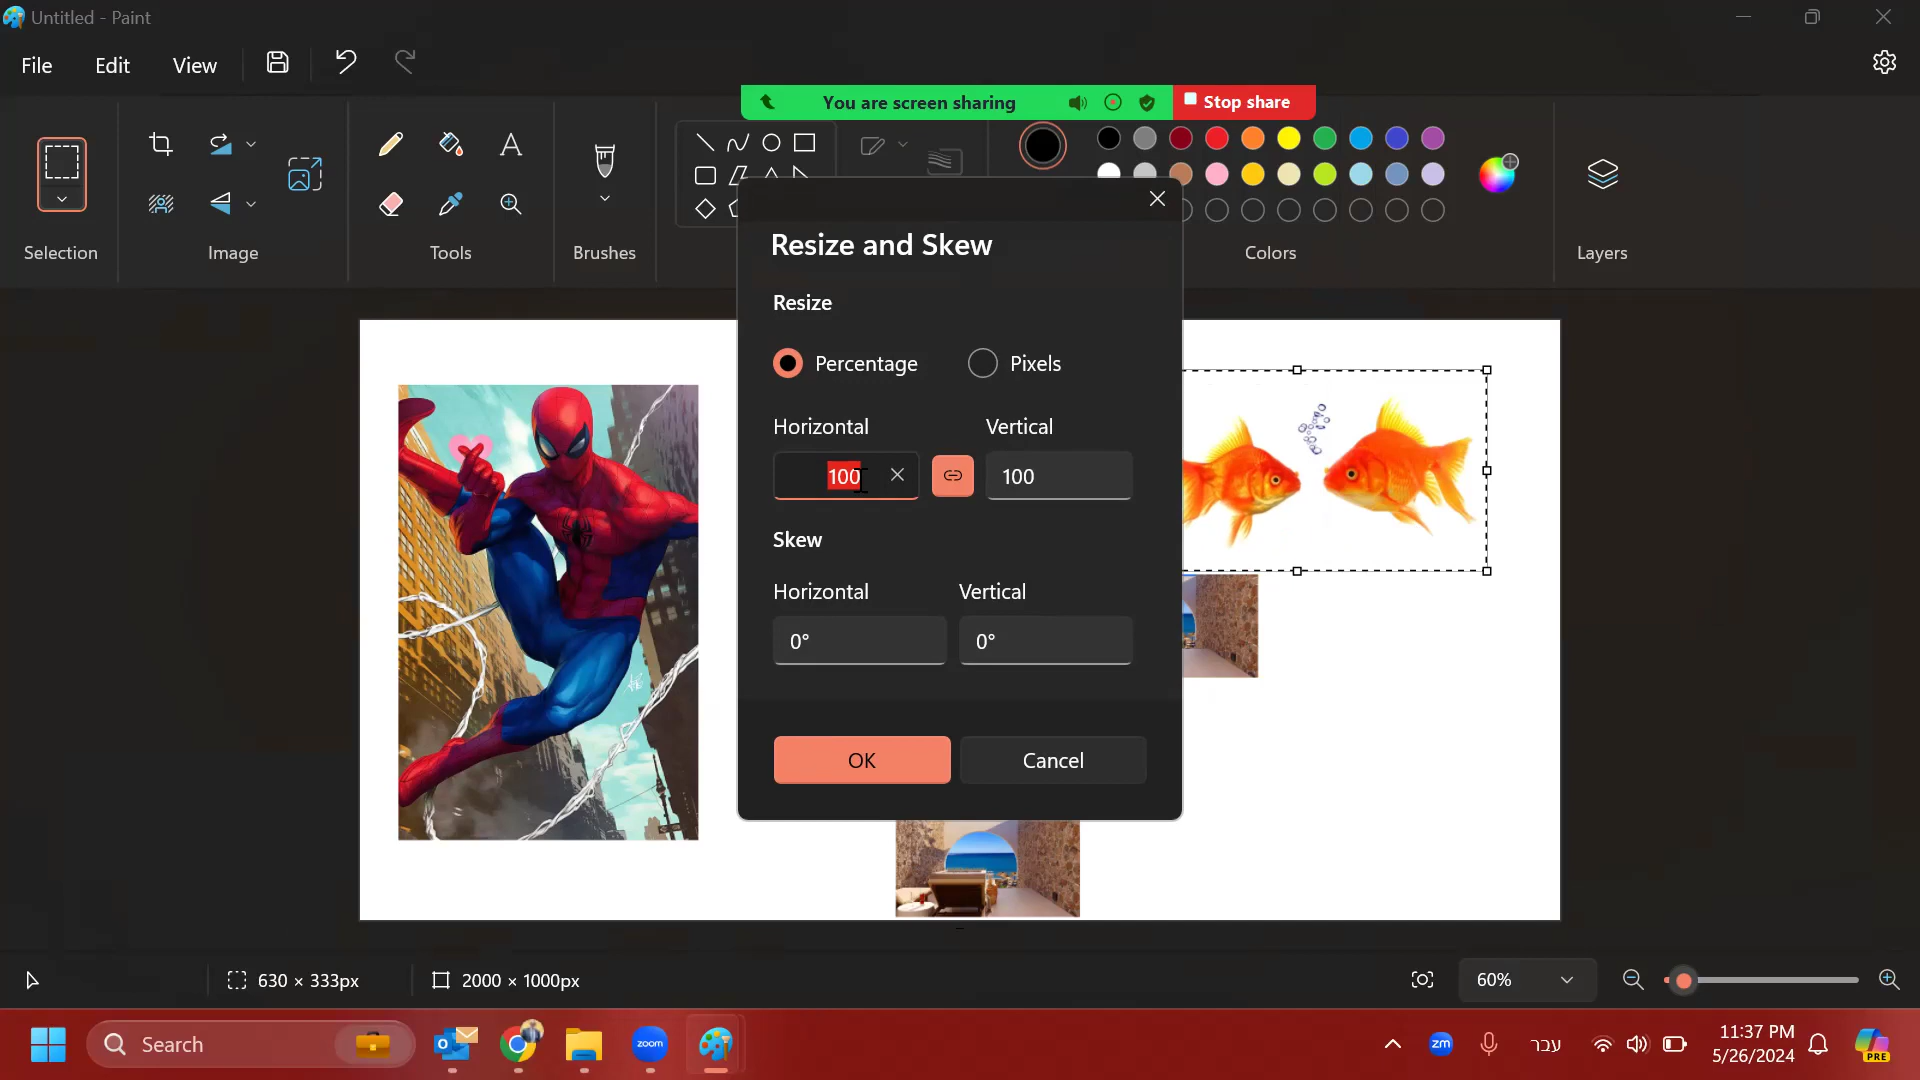 Untitled - Paint
File Edit View
You are screen sharing Stop share
Selection Image Tools Brushes Colors Layers
Resize and Skew
Resize
Percentage Pixels
Horizontal Vertical
100 100
Skew
Horizontal Vertical
0° 0°
OK Cancel
630 × 333px 2000 × 1000px 60%
Search zoom zm עבר 11:37 PM PRE
5/26/2024